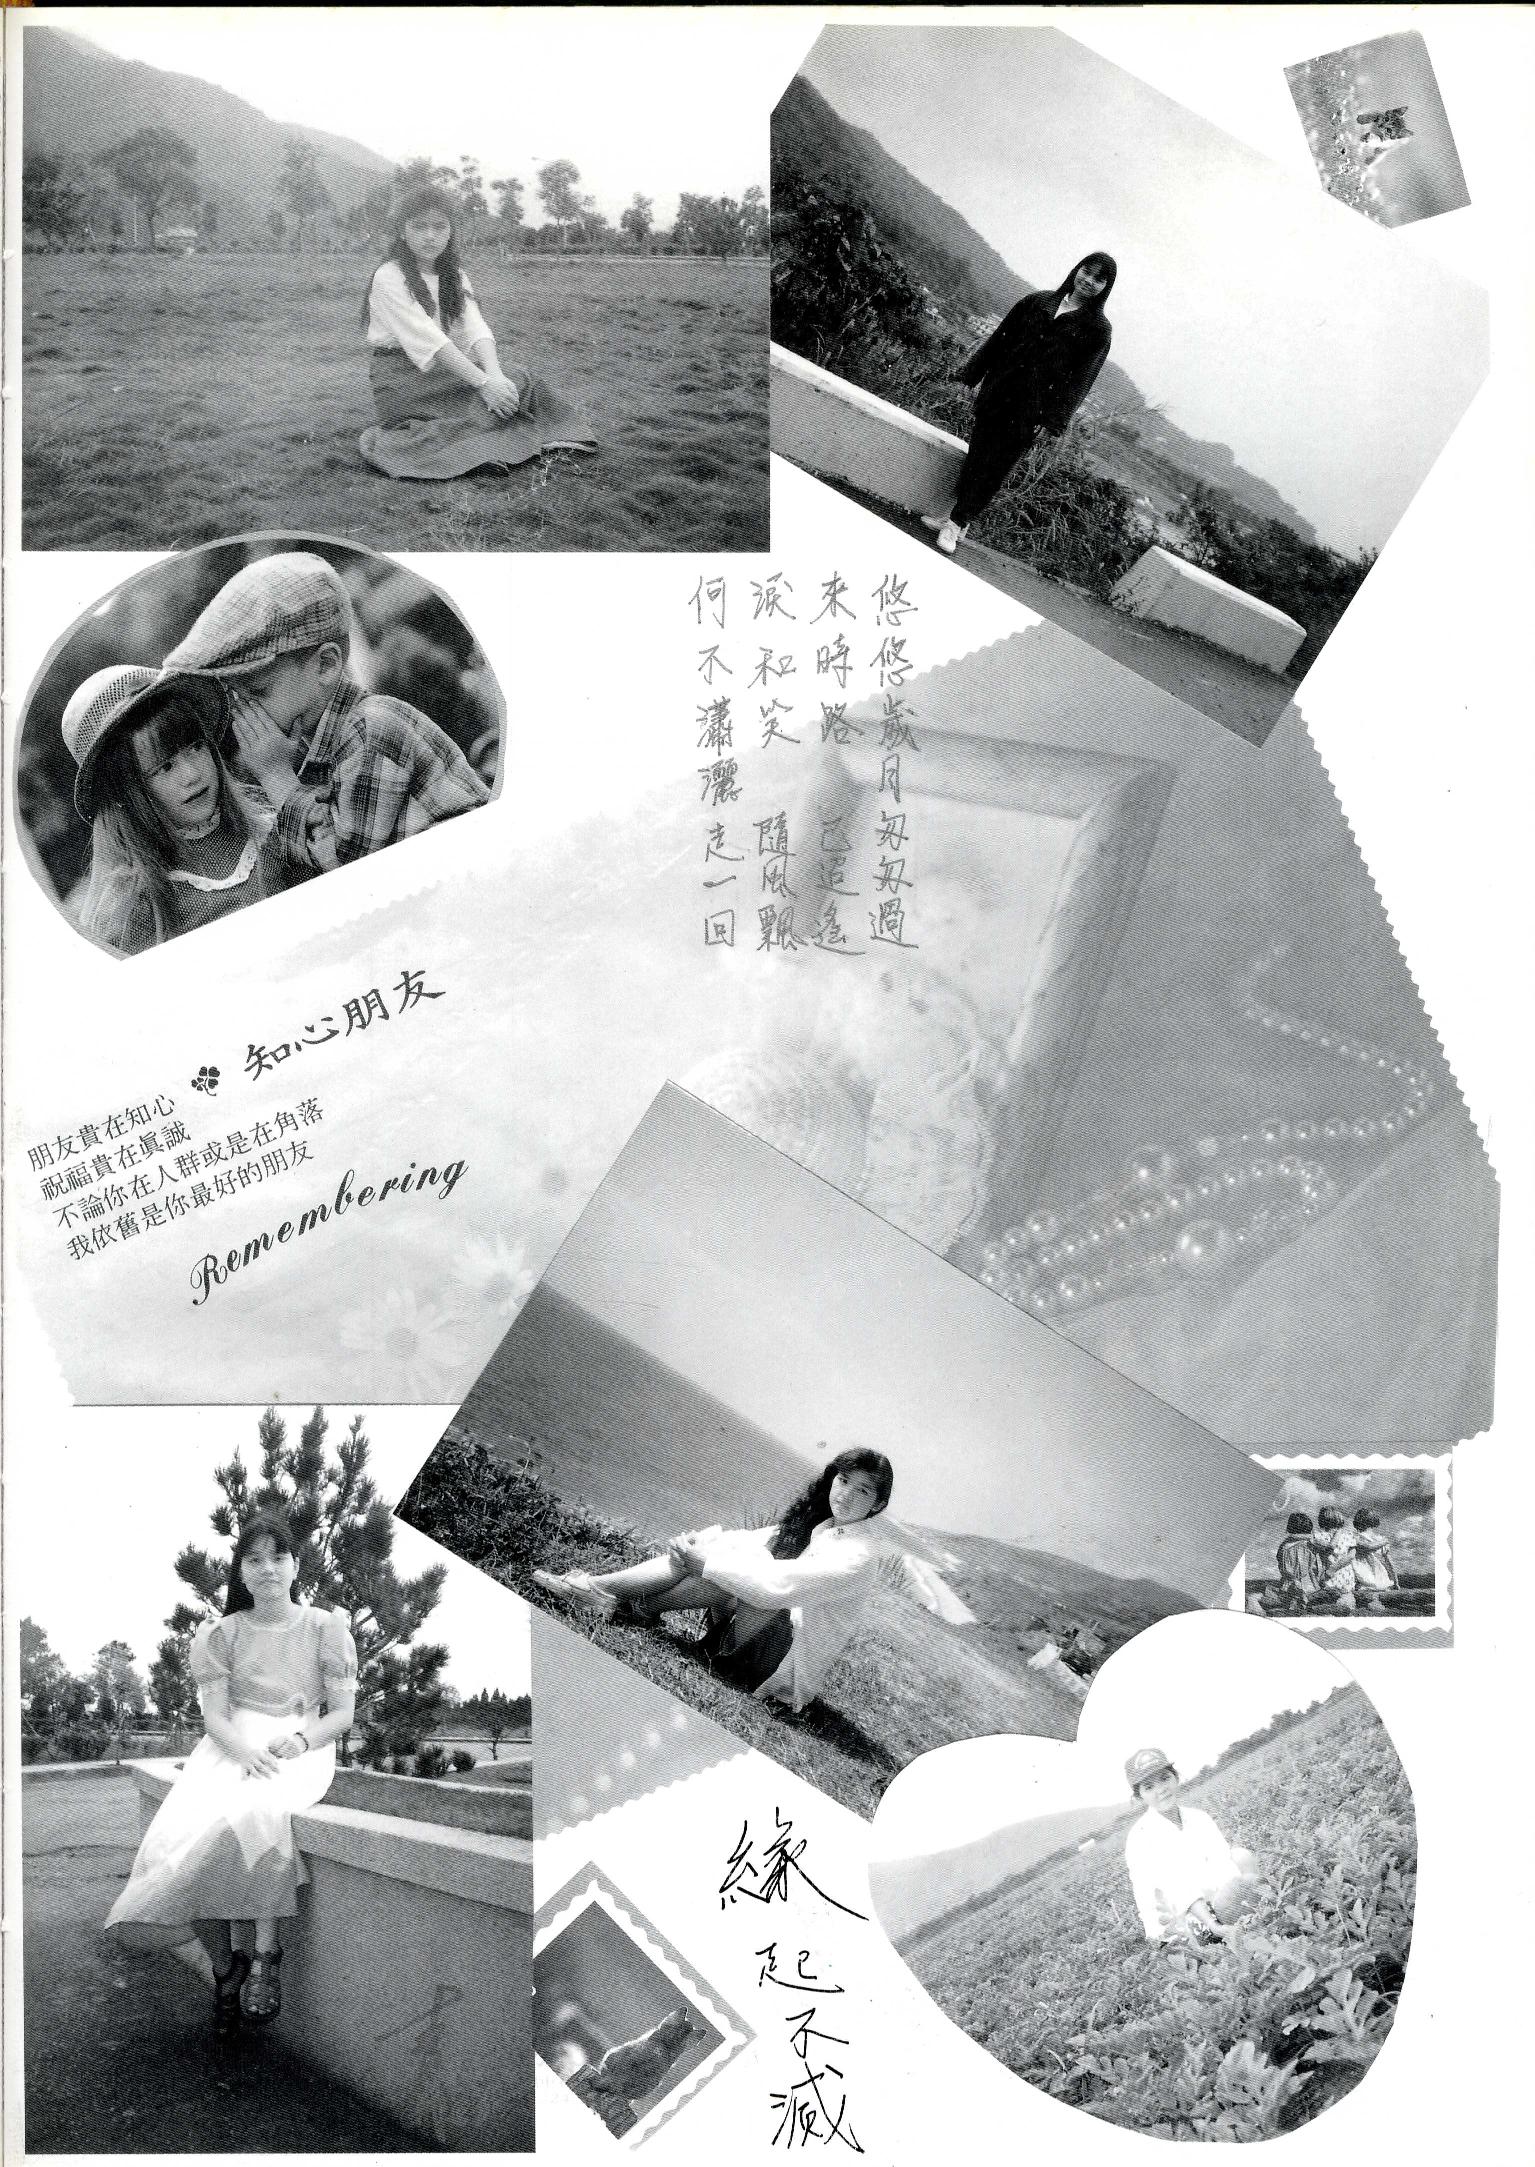 悠悠歲月匆匆過
來時路已迢遙
淚和笑隨風飄
何不瀟灑走一回
知心朋友
朋友貴在知心
祝福貴在眞誠
不論你在人群或是在角落
我依舊是你最好的朋友
Remembering
緣起不滅